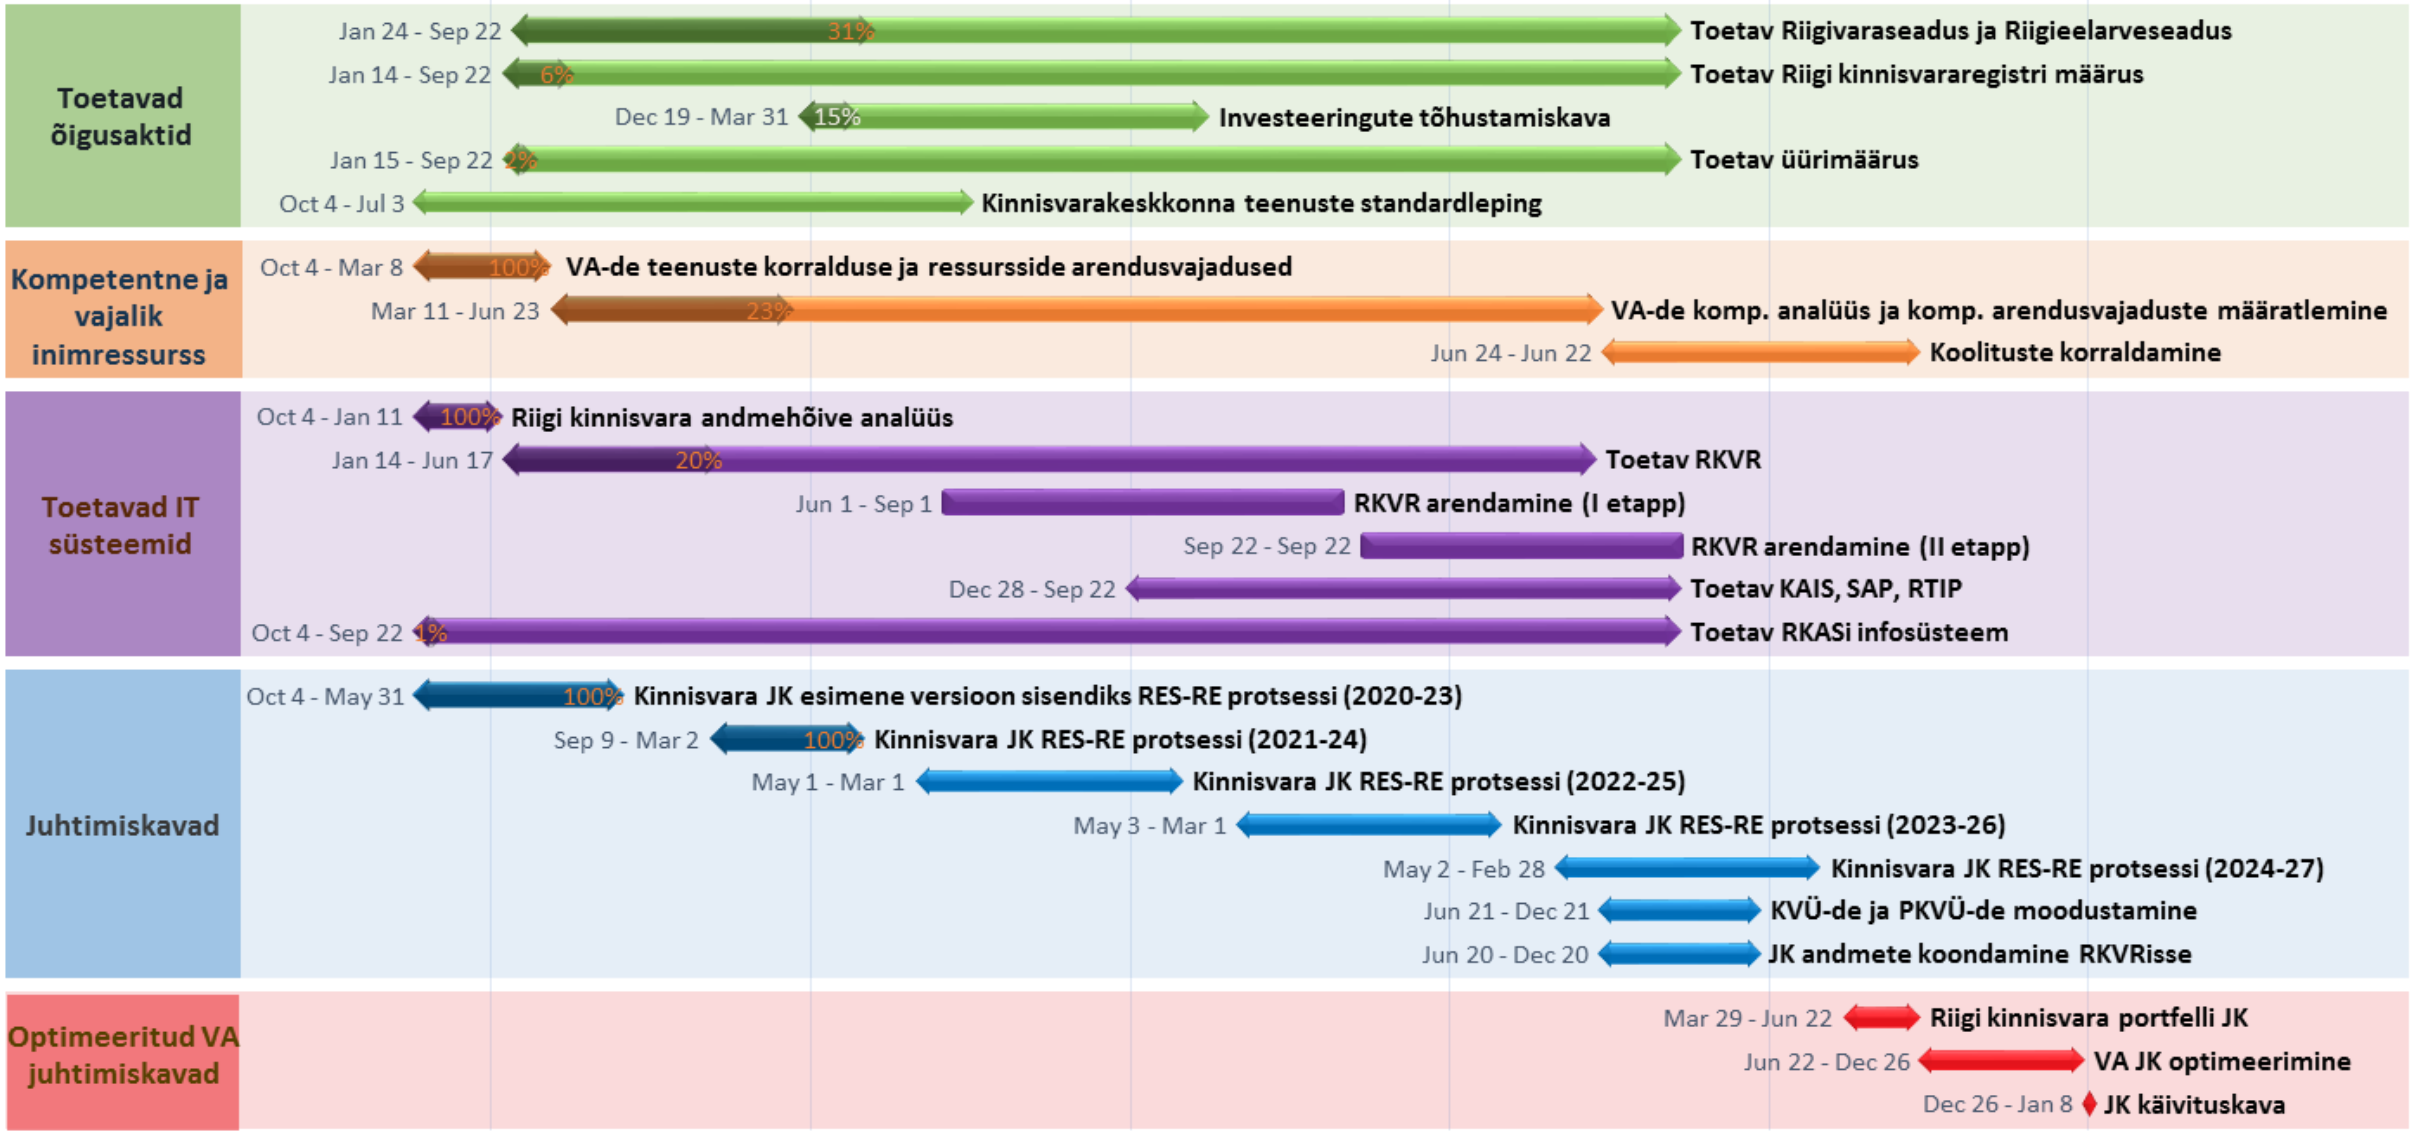 Toetavad
õigusaktid
Jan 24 - Sep 22 31% Toetav Riigivaraseadus ja Riigieelarveseadus
Jan 14 - Sep 22 6% Toetav Riigi kinnisvararegistri määrus
Dec 19 - Mar 31 15% Investeeringute tõhustamiskava
Jan 15 - Sep 22 2% Toetav üürimäärus
Oct 4 - Jul 3 Kinnisvarakeskkonna teenuste standardleping
Kompetentne ja
vajalik
inimressurss
Oct 4 - Mar 8 100% VA-de teenuste korralduse ja ressursside arendusvajadused
Mar 11 - Jun 23 23% VA-de komp. analüüs ja komp. arendusvajaduste määratlemine
Jun 24 - Jun 22 Koolituste korraldamine
Toetavad IT
süsteemid
Oct 4 - Jan 11 100% Riigi kinnisvara andmehõive analüüs
Jan 14 - Jun 17 20% Toetav RKVR
Jun 1 - Sep 1 RKVR arendamine (I etapp)
Sep 22 - Sep 22 RKVR arendamine (II etapp)
Dec 28 - Sep 22 Toetav KAIS, SAP, RTIP
Oct 4 - Sep 22 1% Toetav RKASi infosüsteem
Juhtimiskavad
Oct 4 - May 31 100% Kinnisvara JK esimene versioon sisendiks RES-RE protsessi (2020-23)
Sep 9 - Mar 2 100% Kinnisvara JK RES-RE protsessi (2021-24)
May 1 - Mar 1 Kinnisvara JK RES-RE protsessi (2022-25)
May 3 - Mar 1 Kinnisvara JK RES-RE protsessi (2023-26)
May 2 - Feb 28 Kinnisvara JK RES-RE protsessi (2024-27)
Jun 21 - Dec 21 KVÜ-de ja PKVÜ-de moodustamine
Jun 20 - Dec 20 JK andmete koondamine RKVRisse
Optimeeritud VA
juhtimiskavad
Mar 29 - Jun 22 Riigi kinnisvara portfelli JK
Jun 22 - Dec 26 VA JK optimeerimine
Dec 26 - Jan 8 JK käivituskava